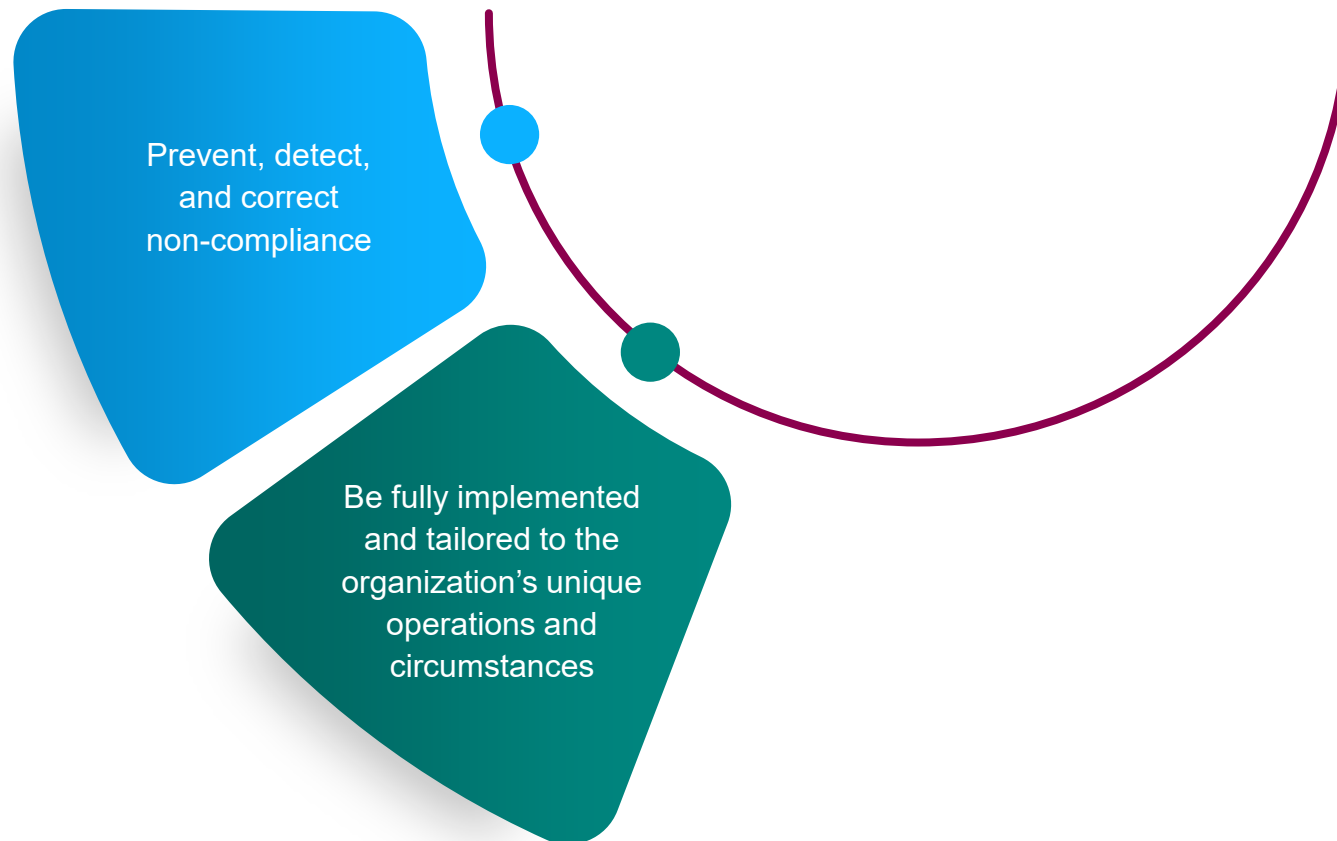 Prevent, detect,
and correct
non-compliance
Be fully implemented
and tailored to the
organization’s unique
operations and
circumstances